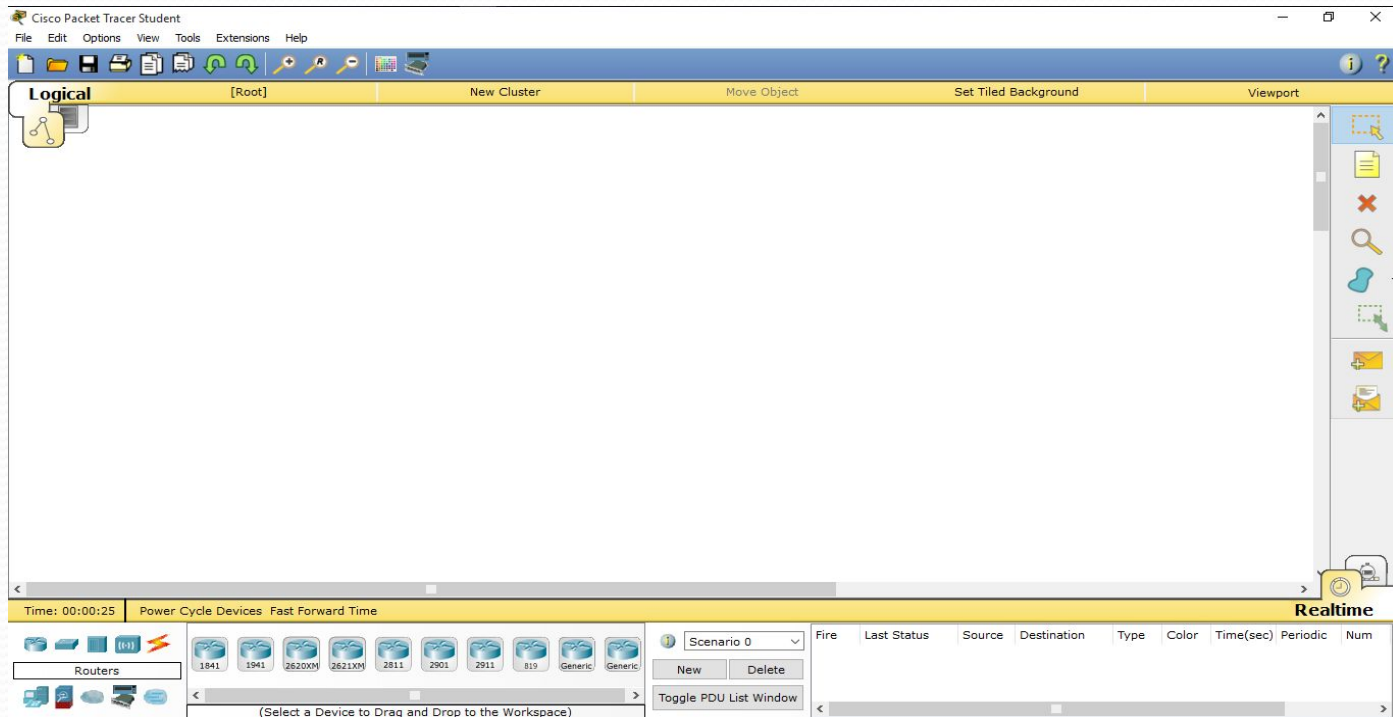 Cisco Packet Tracer Student
File Edit Options View Tools Extensions Help
Logical [Root] New Cluster Move Object Set Tiled Background Viewport
Time: 00:00:25 Power Cycle Devices Fast Forward Time Realtime
Routers
1841 1941 2620XM 2621XM 2811 2901 2911 819 Generic Generic
(Select a Device to Drag and Drop to the Workspace)
Scenario 0
New Delete
Toggle PDU List Window
Fire Last Status Source Destination Type Color Time(sec) Periodic Num